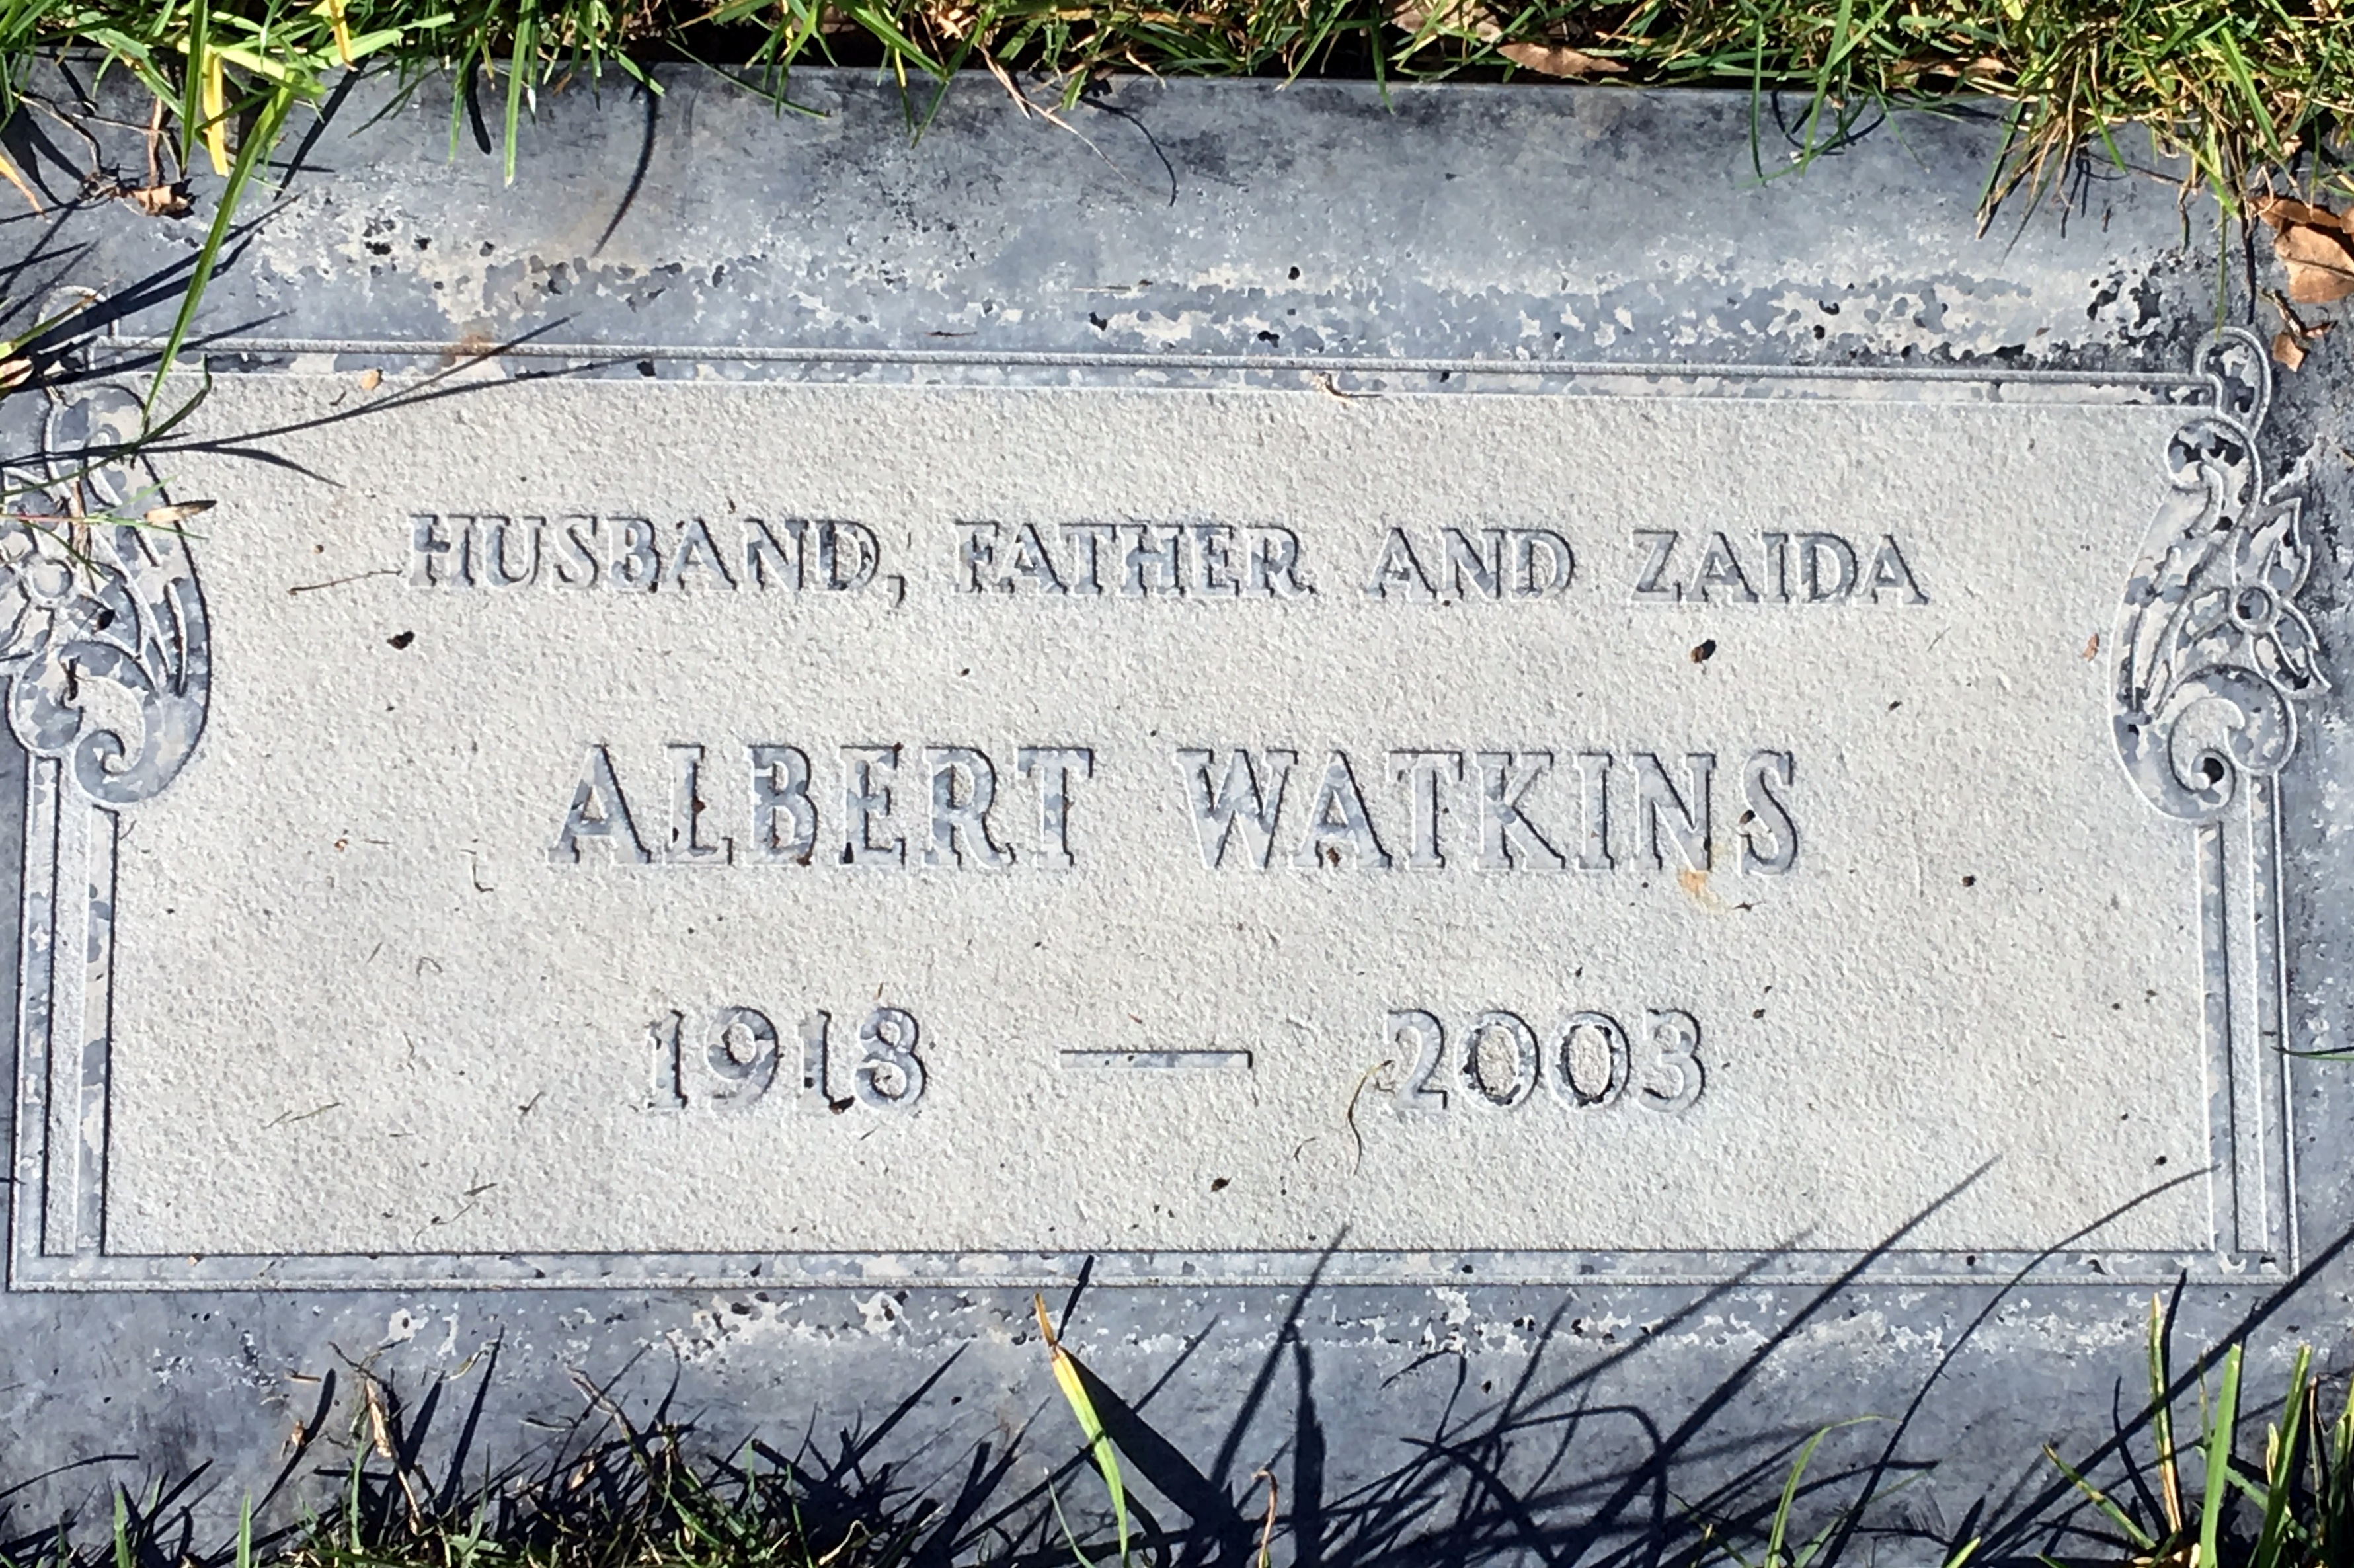 HUSBAND, FATHER AND ZAIDA
ALBERT WATKINS
1918 — 2003